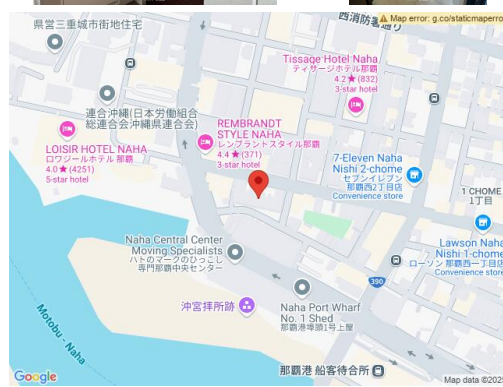 県営三重城市街地住宅
西消防署通り
Map error: g.co/staticmaperro
Tissage Hotel Naha
ティサージホテル那覇
4.2★(832)
3-star hotel
連合沖縄(日本労働組合
総連合会沖縄県連合会)
REMBRANDT
STYLE NAHA
レンブラントスタイル那覇
4.4★(371)
3-star hotel
LOISIR HOTEL NAHA
ロワジールホテル 那覇
4.0★(4251)
5-star hotel
7-Eleven Naha
Nishi 2-chome
セブンイレブン
那覇西2丁目店
Convenience store
1 CHOME
1丁目
Lawson Naha
Nishi 1-chome
ローソン 那覇西一丁目店
Convenience store
Naha Central Center
Moving Specialists
ハトのマークのひっこし
専門那覇中央センター
390
沖宮拝所跡
Naha Port Wharf
No. 1 Shed
那覇港埠頭1号上屋
Motobu - Naha
那覇港 船客待合所
Google
Map data ©202